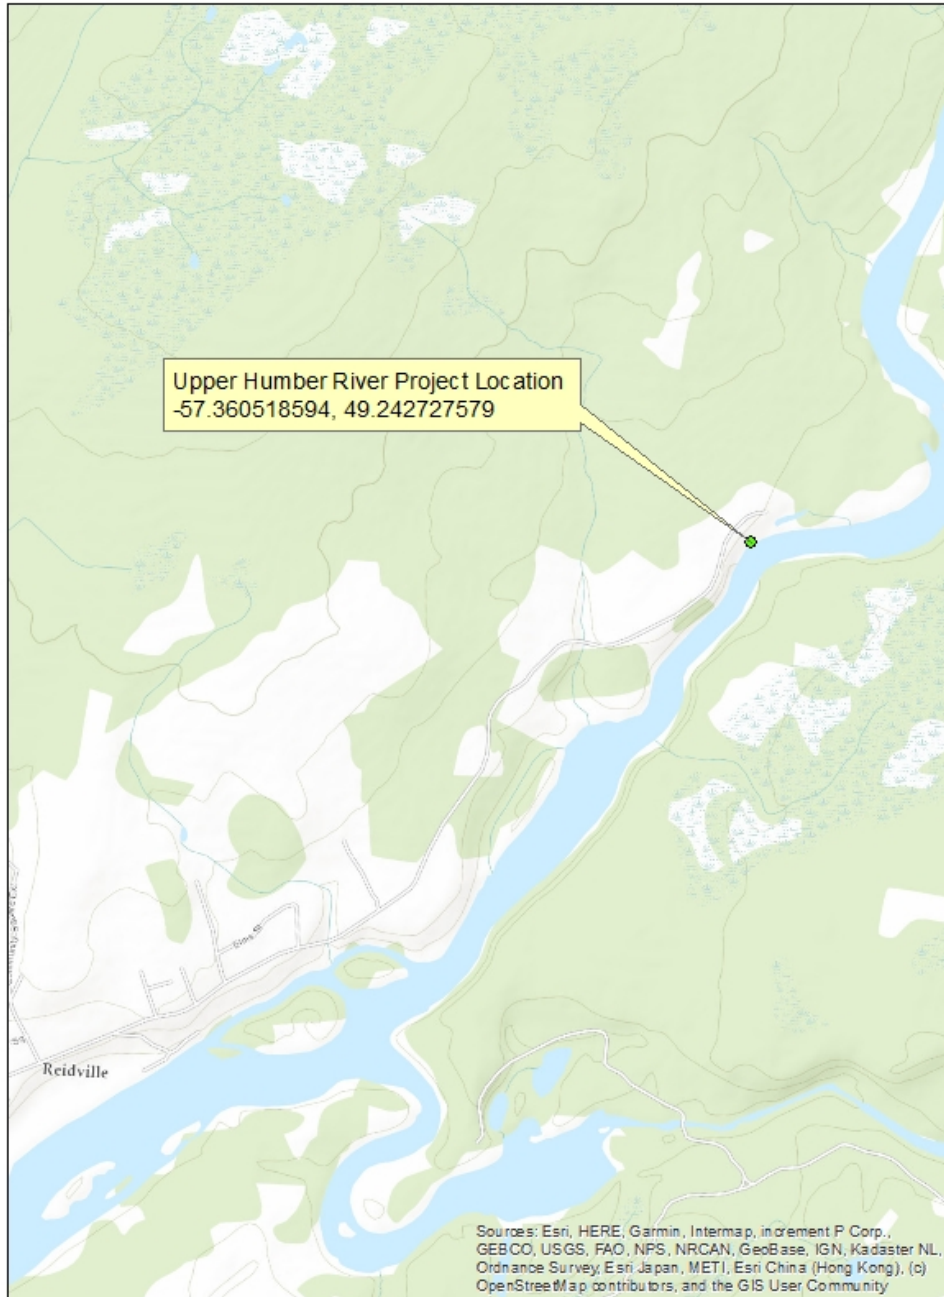 Upper Humber River Project Location
-57.360518594, 49.242727579
Reidville
Sources: Esri, HERE, Garmin, Intermap, increment P Corp.,
GEBCO, USGS, FAO, NPS, NRCAN, GeoBase, IGN, Kadaster NL,
Ordnance Survey, Esri Japan, METI, Esri China (Hong Kong), (c)
OpenStreetMap contributors, and the GIS User Community